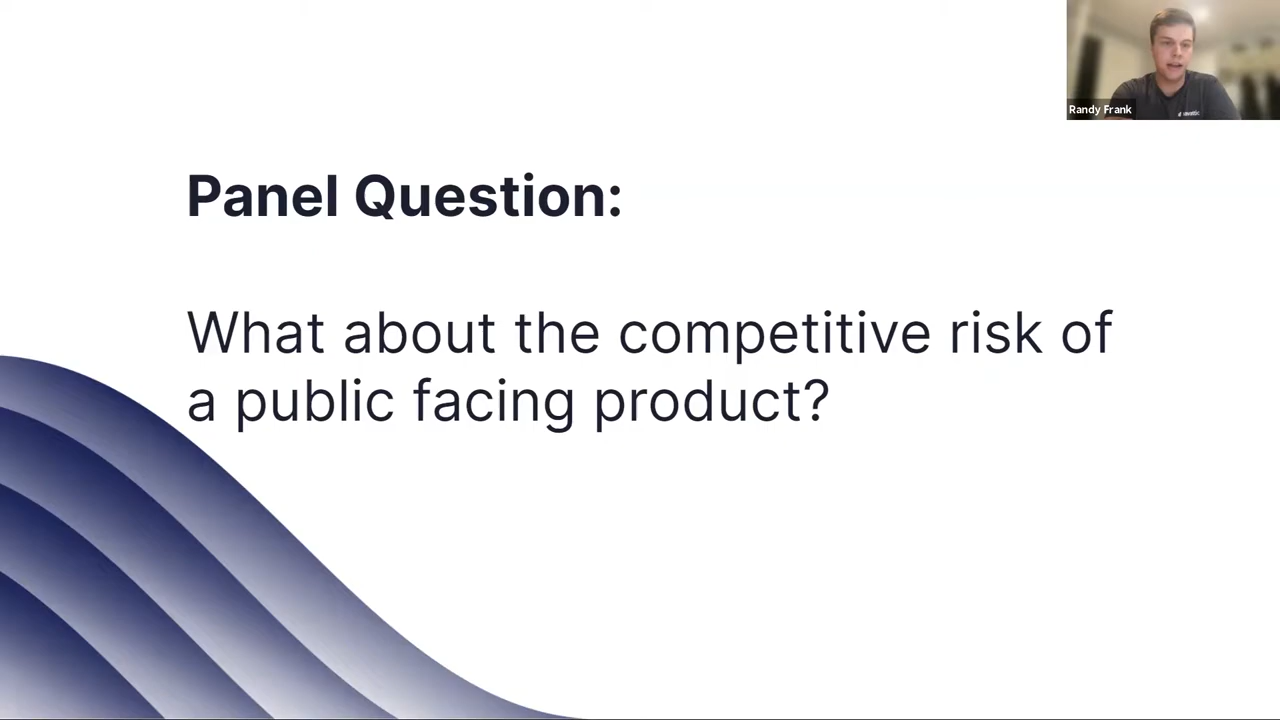 Randy Frank
Panel Question:
What about the competitive risk of
a public facing product?